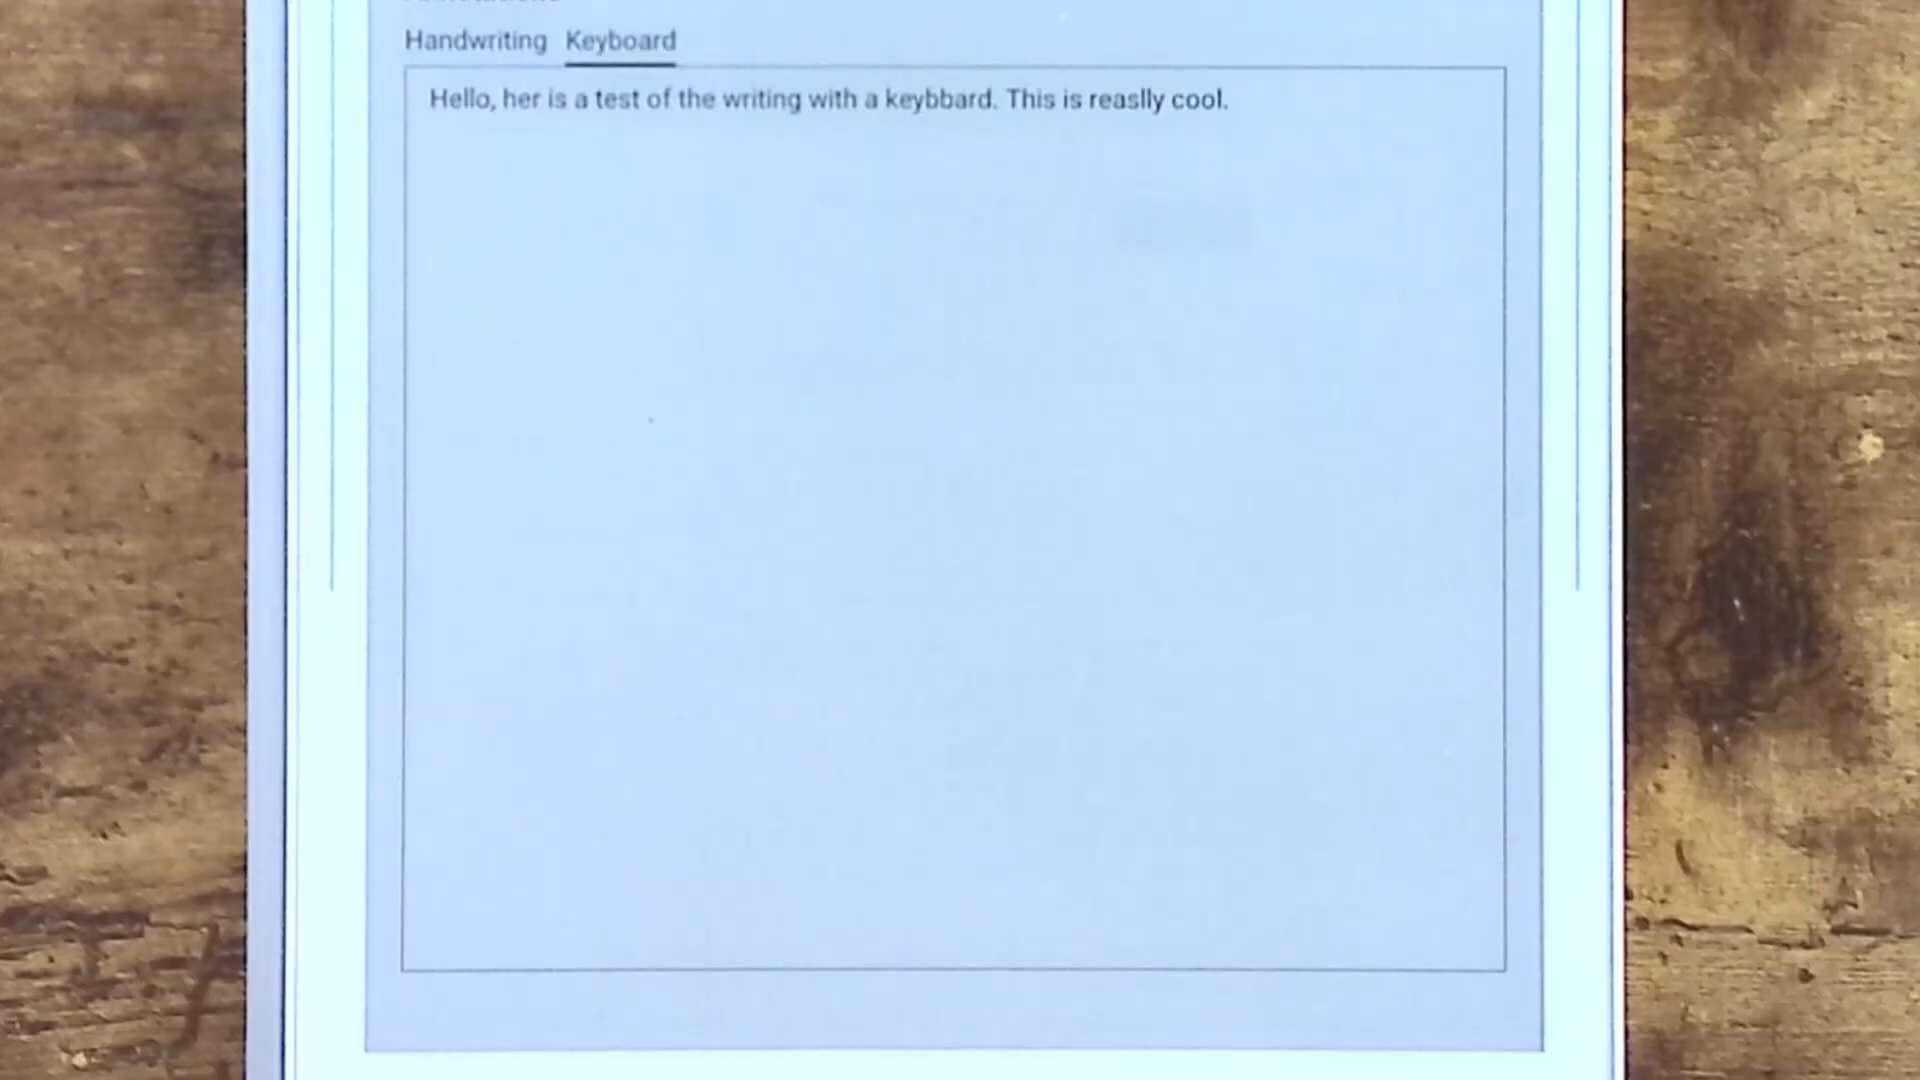 Handwriting Keyboard
Hello, her is a test of the writing with a keybbard. This is reaslly cool.